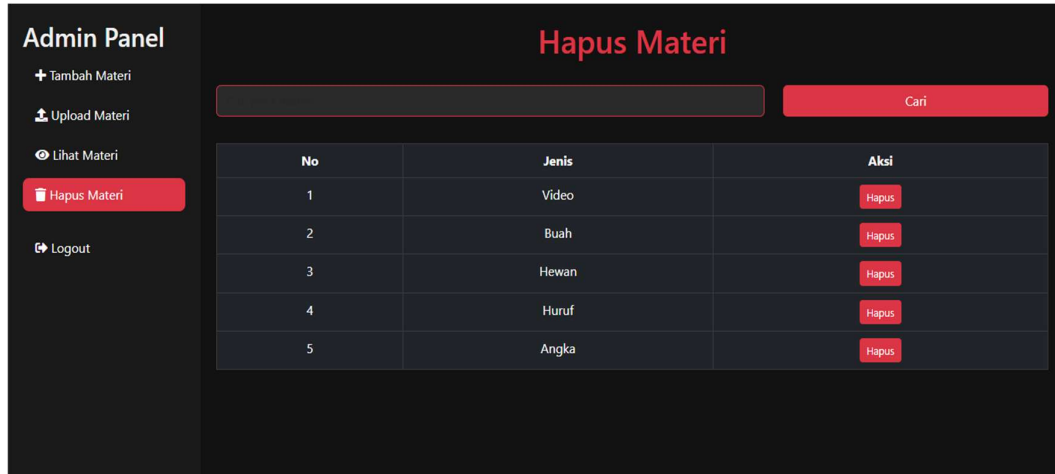 Admin Panel
Tambah Materi
Upload Materi
Lihat Materi
Hapus Materi
Logout
Hapus Materi
Cari
No Jenis Aksi
1 Video Hapus
2 Buah Hapus
3 Hewan Hapus
4 Huruf Hapus
5 Angka Hapus